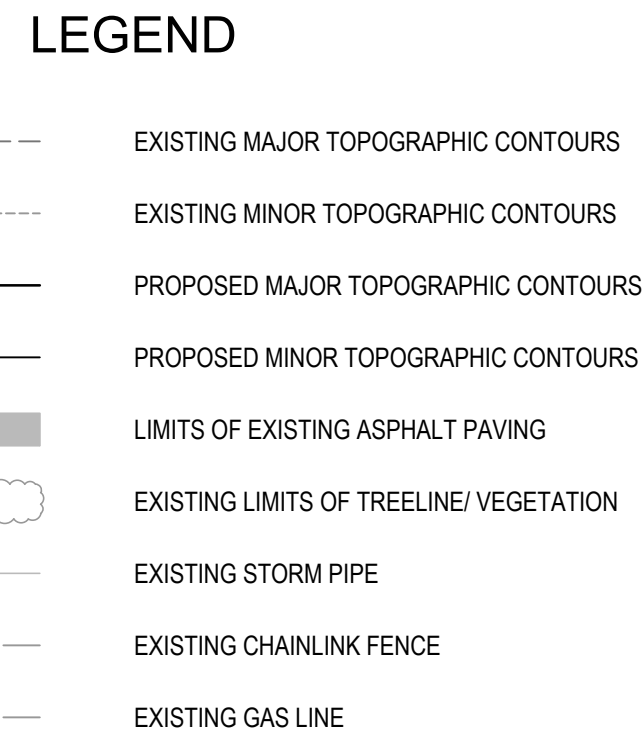 LEGEND
EXISTING MAJOR TOPOGRAPHIC CONTOURS
EXISTING MINOR TOPOGRAPHIC CONTOURS
PROPOSED MAJOR TOPOGRAPHIC CONTOURS
PROPOSED MINOR TOPOGRAPHIC CONTOURS
LIMITS OF EXISTING ASPHALT PAVING
EXISTING LIMITS OF TREELINE/ VEGETATION
EXISTING STORM PIPE
EXISTING CHAINLINK FENCE
EXISTING GAS LINE